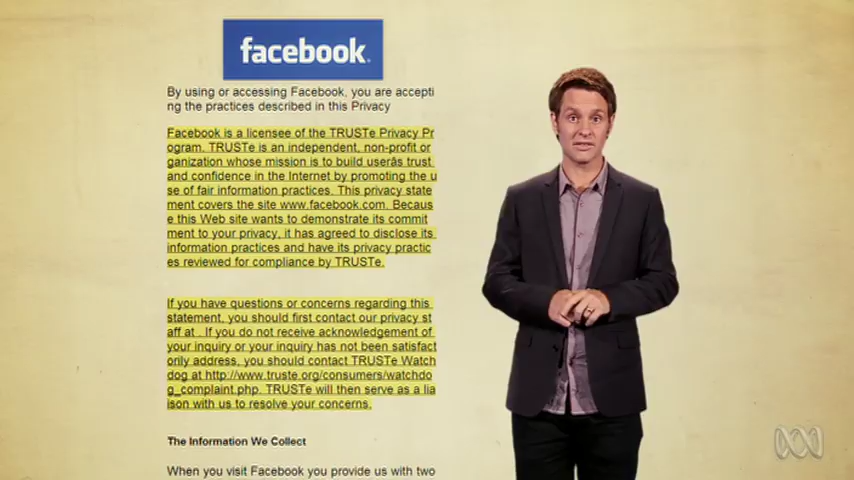 facebook.
By using or accessing Facebook, you are accepti
ng the practices described in this Privacy
Facebook is a licensee of the TRUSTe Privacy Pr
ogram. TRUSTe is an independent, non-profit or
ganization whose mission is to build userås trust
and confidence in the Internet by promoting the u
se of fair information practices. This privacy state
ment covers the site www.facebook.com. Becaus
e this Web site wants to demonstrate its commit
ment to your privacy, it has agreed to disclose its
information practices and have its privacy practic
es reviewed for compliance by TRUSTe.
If you have questions or concerns regarding this
statement, you should first contact our privacy st
aff at . If you do not receive acknowledgement of
your inquiry or your inquiry has not been satisfact
orily address, you should contact TRUSTe Watch
dog at http://www.truste.org/consumers/watchdo
g_complaint.php. TRUSTe will then serve as a lia
ison with us to resolve your concerns.
The Information We Collect
When you visit Facebook you provide us with two